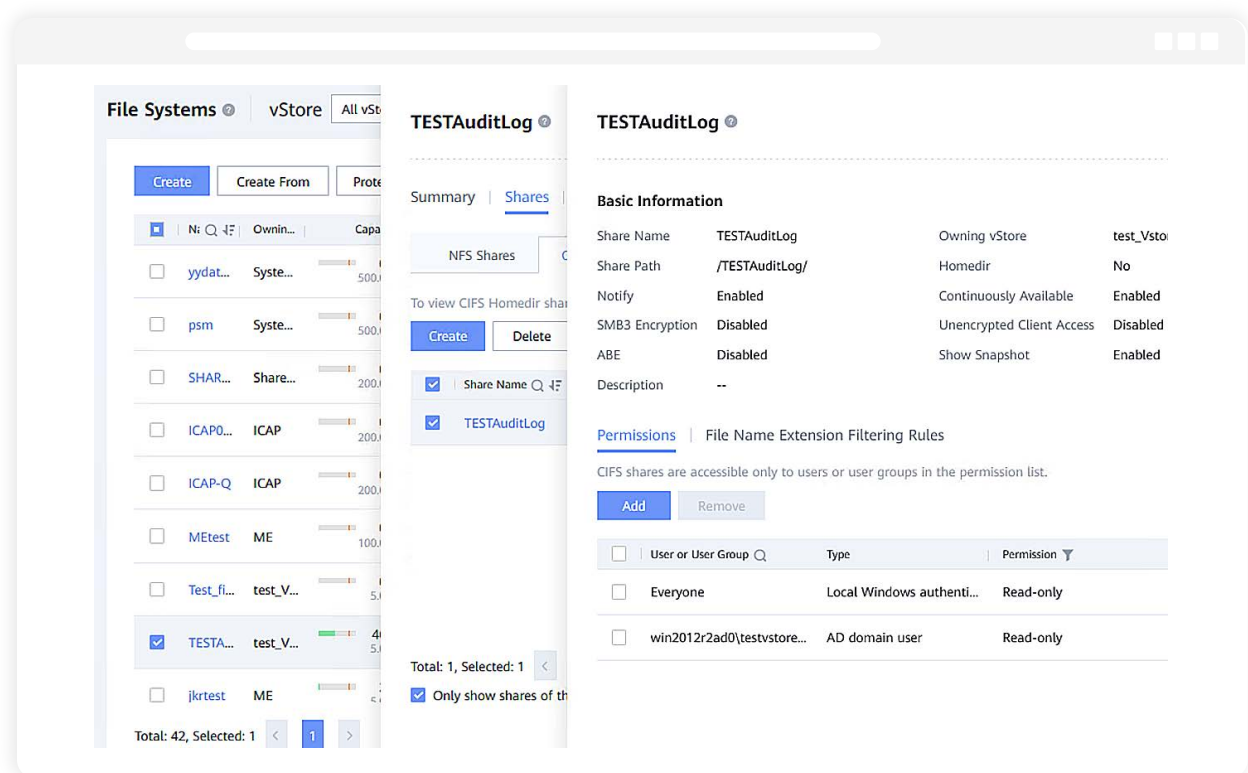 File Systems
vStore
All vSt
Create
Create From
Prote
Ownin...
Capa
yydat...
Syste...
500.
psm
Syste...
500.
SHAR...
Share...
200.
ICAP0...
ICAP
200.
ICAP-Q
ICAP
200.
MEtest
ME
100.
Test_fi...
test_V...
5.
TESTA...
test_V...
5.
jkrtest
ME
Total: 42, Selected: 1
< 1 >
TESTAuditLog
Summary
Shares
NFS Shares
To view CIFS Homedir shar
Create
Delete
Share Name
TESTAuditLog
Total: 1, Selected: 1
<
Only show shares of th
TESTAuditLog
Basic Information
Share Name TESTAuditLog Owning vStore test_Vsto
Share Path /TESTAuditLog/ Homedir No
Notify Enabled Continuously Available Enabled
SMB3 Encryption Disabled Unencrypted Client Access Disabled
ABE Disabled Show Snapshot Enabled
Description --
Permissions File Name Extension Filtering Rules
CIFS shares are accessible only to users or user groups in the permission list.
Add Remove
User or User Group Type Permission
Everyone Local Windows authenti... Read-only
win2012r2ad0\testvstore... AD domain user Read-only